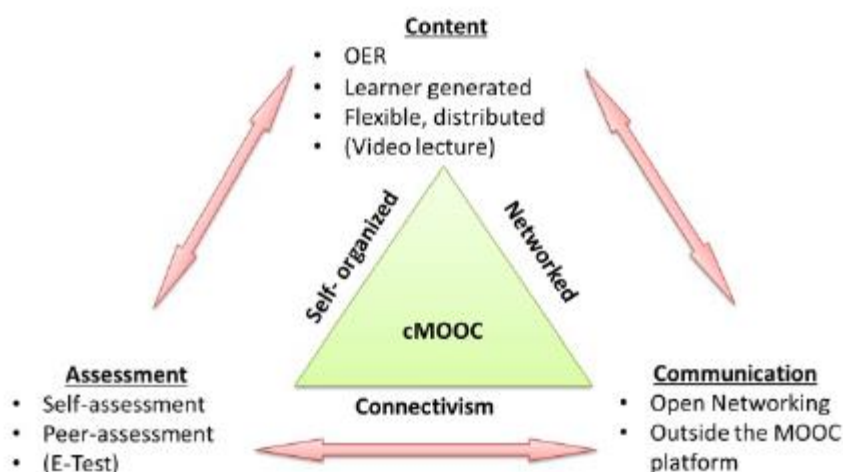 Content
• OER
• Learner generated
• Flexible, distributed
• (Video lecture)
Self- organized
Networked
cMOOC
Connectivism
Assessment
• Self-assessment
• Peer-assessment
• (E-Test)
Communication
• Open Networking
• Outside the MOOC
platform